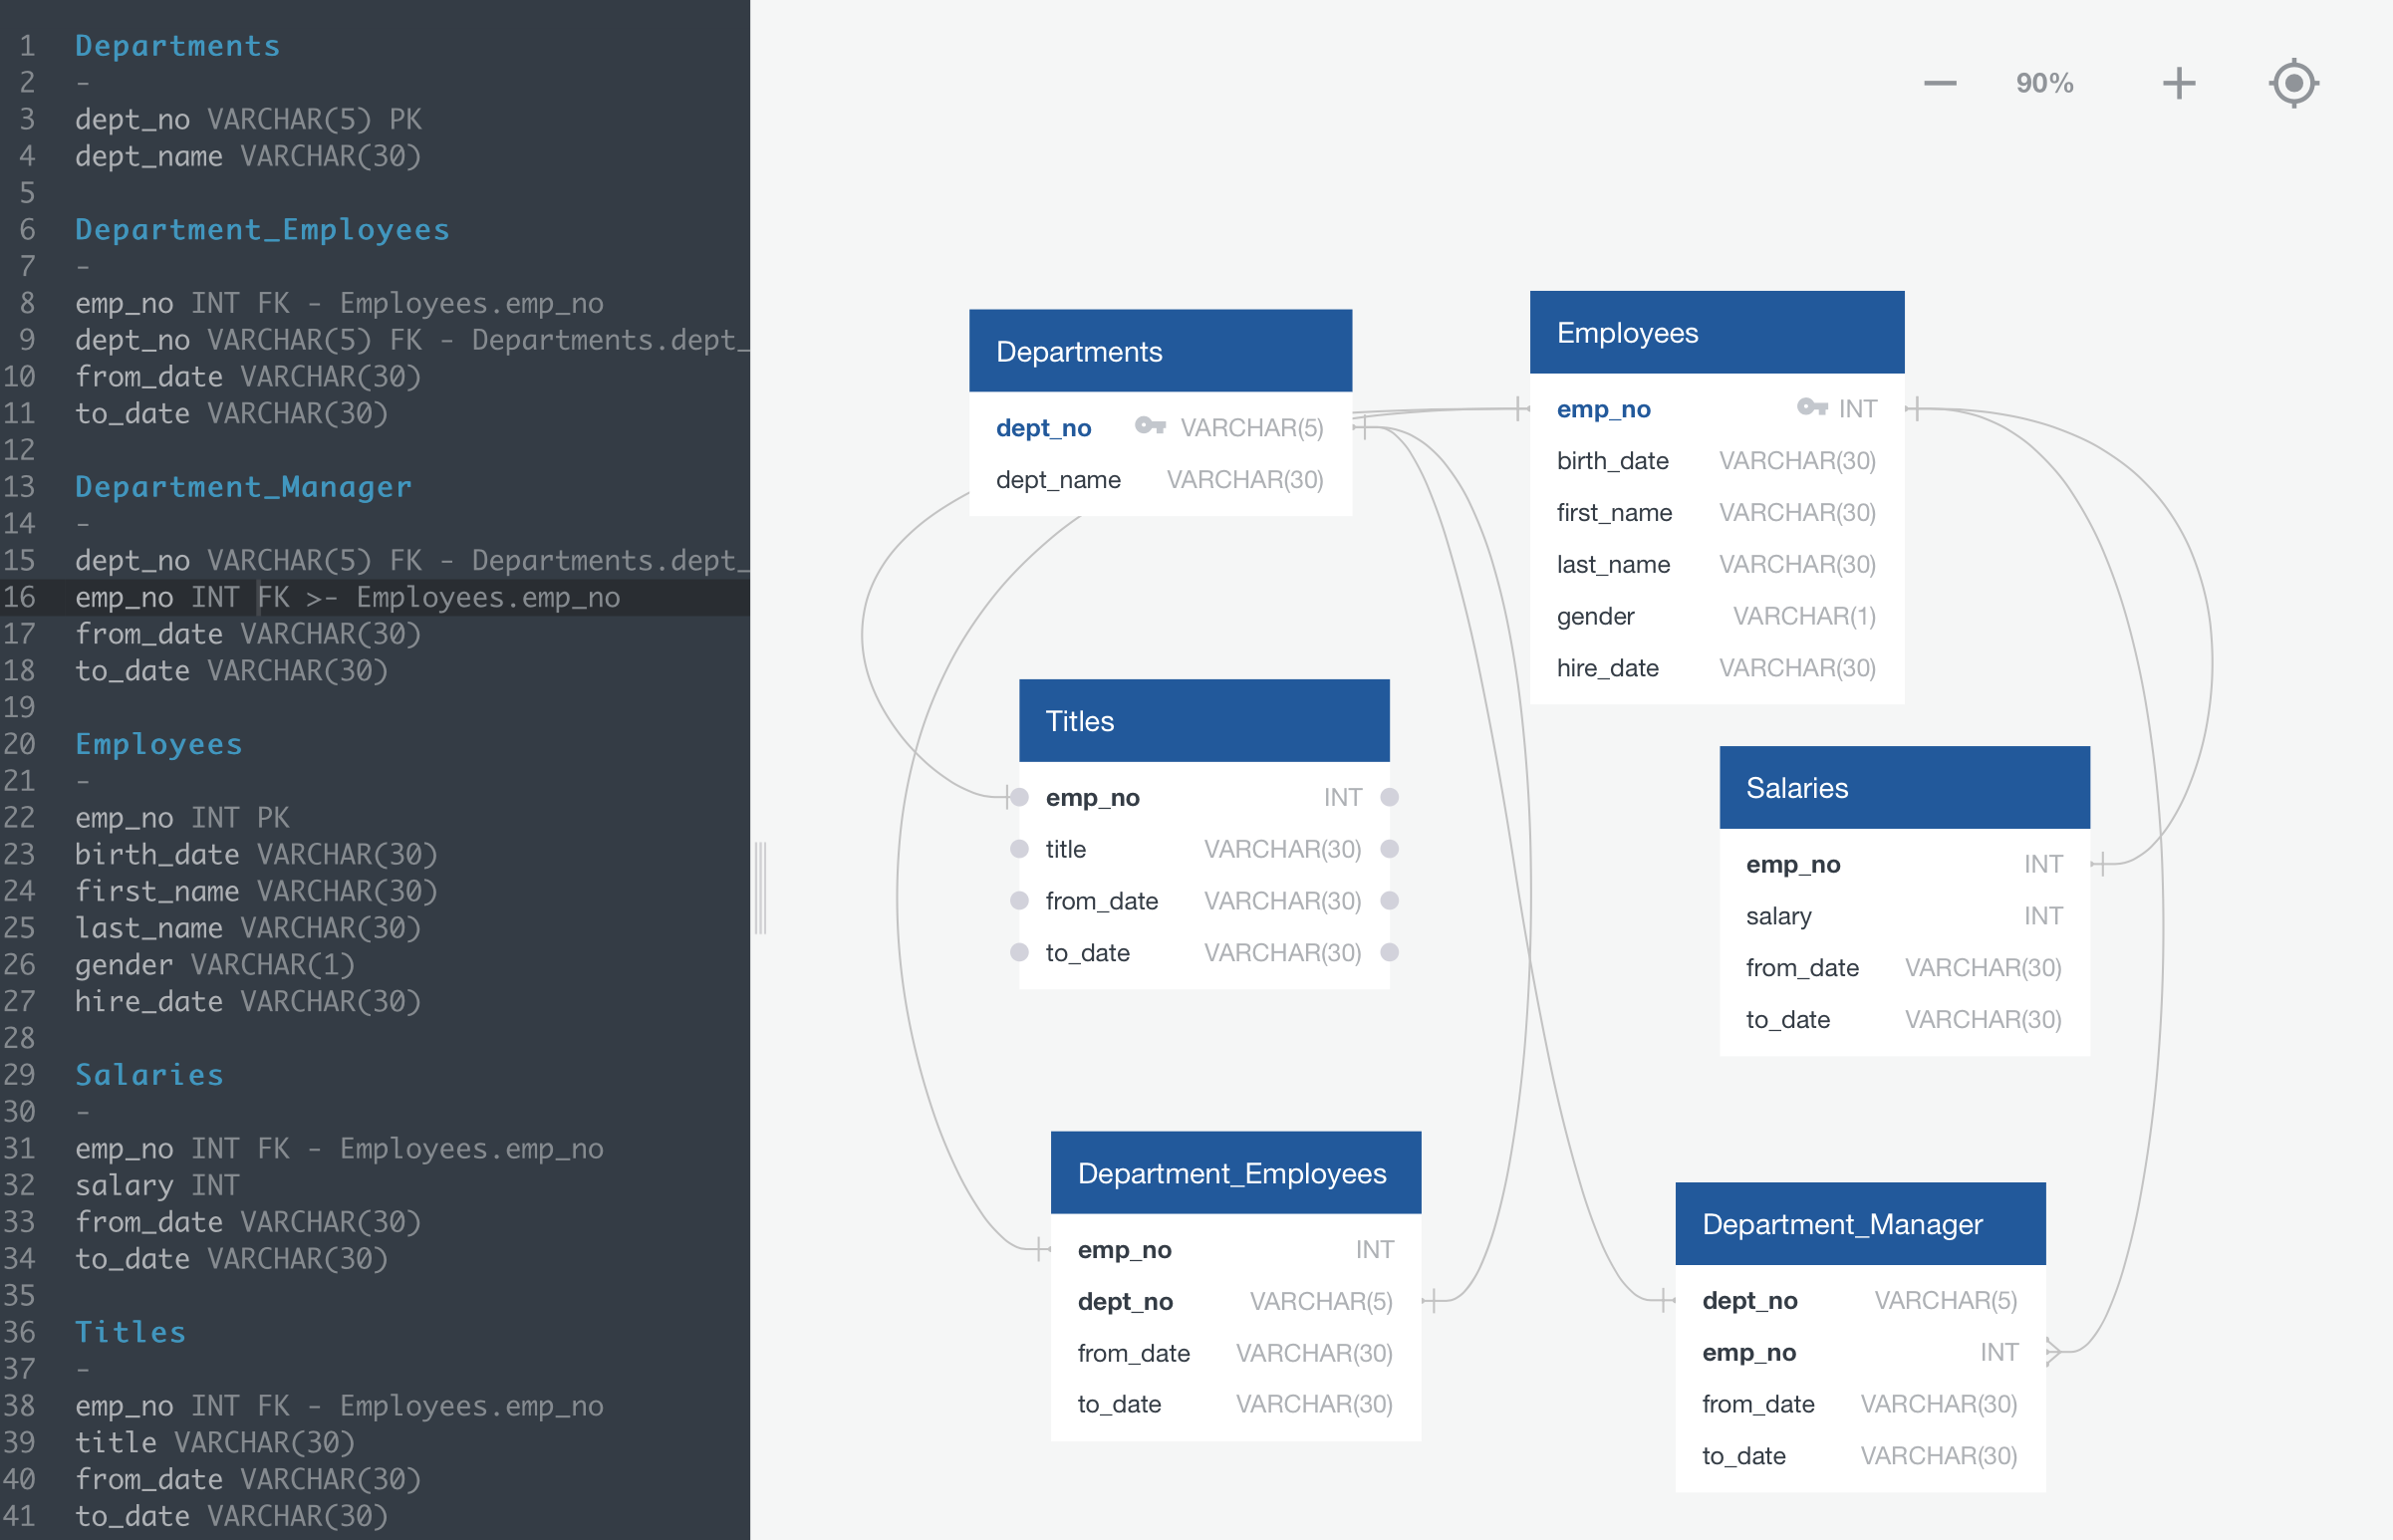 1 Departments
2 -
3 dept_no VARCHAR(5) PK
4 dept_name VARCHAR(30)
5
6 Department_Employees
7 -
8 emp_no INT FK - Employees.emp_no
9 dept_no VARCHAR(5) FK - Departments.dept_
10 from_date VARCHAR(30)
11 to_date VARCHAR(30)
12
13 Department_Manager
14 -
15 dept_no VARCHAR(5) FK - Departments.dept_
16 emp_no INT FK >- Employees.emp_no
17 from_date VARCHAR(30)
18 to_date VARCHAR(30)
19
20 Employees
21 -
22 emp_no INT PK
23 birth_date VARCHAR(30)
24 first_name VARCHAR(30)
25 last_name VARCHAR(30)
26 gender VARCHAR(1)
27 hire_date VARCHAR(30)
28
29 Salaries
30 -
31 emp_no INT FK - Employees.emp_no
32 salary INT
33 from_date VARCHAR(30)
34 to_date VARCHAR(30)
35
36 Titles
37 -
38 emp_no INT FK - Employees.emp_no
39 title VARCHAR(30)
40 from_date VARCHAR(30)
41 to_date VARCHAR(30)
90%
Departments
dept_no VARCHAR(5)
dept_name VARCHAR(30)
Employees
emp_no INT
birth_date VARCHAR(30)
first_name VARCHAR(30)
last_name VARCHAR(30)
gender VARCHAR(1)
hire_date VARCHAR(30)
Titles
emp_no INT
title VARCHAR(30)
from_date VARCHAR(30)
to_date VARCHAR(30)
Salaries
emp_no INT
salary INT
from_date VARCHAR(30)
to_date VARCHAR(30)
Department_Employees
emp_no INT
dept_no VARCHAR(5)
from_date VARCHAR(30)
to_date VARCHAR(30)
Department_Manager
dept_no VARCHAR(5)
emp_no INT
from_date VARCHAR(30)
to_date VARCHAR(30)